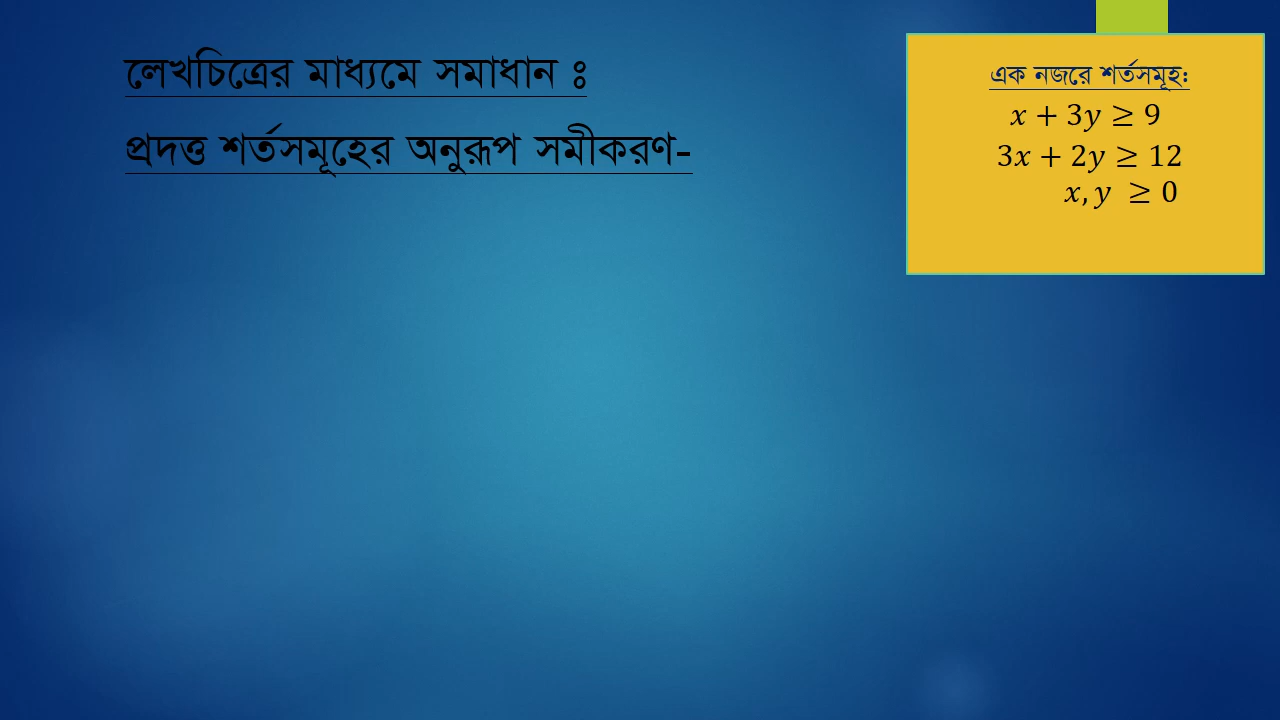 লেখচিত্রের মাধ্যমে সমাধান ঃ
প্রদত্ত শর্তসমূহের অনুরূপ সমীকরণ-
এক নজরে শর্তসমূহ:
x + 3y ≥ 9
3x + 2y ≥ 12
x, y ≥ 0